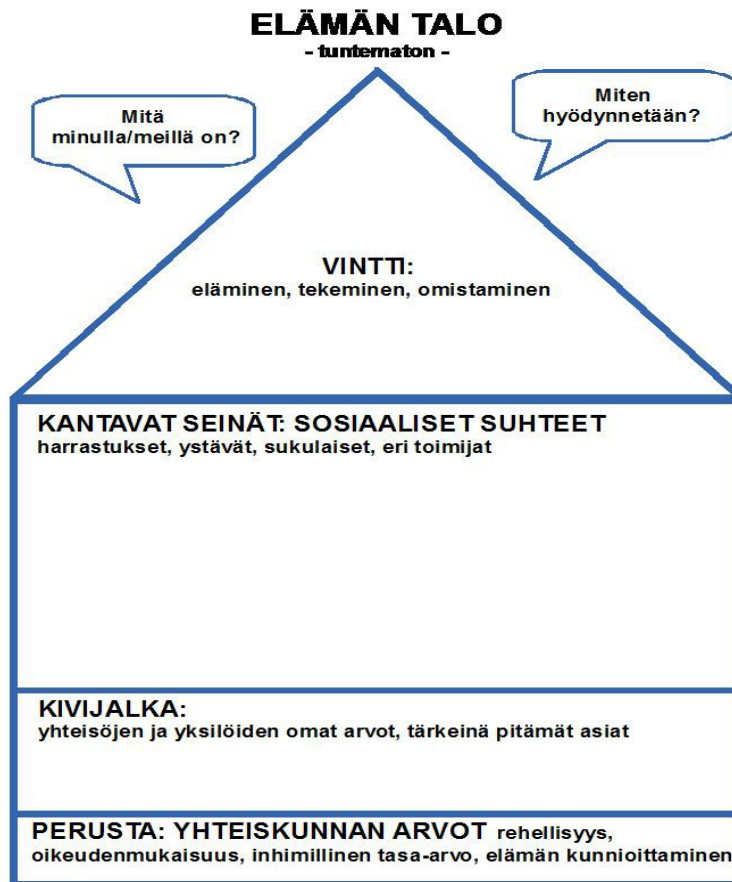 ELÄMÄN TALO
- tuntematon -
Mitä
minulla/meillä on?
Miten
hyödynnetään?
VINTTI:
eläminen, tekeminen, omistaminen
KANTAVAT SEINÄT: SOSIAALISET SUHTEET
harrastukset, ystävät, sukulaiset, eri toimijat
KIVIJALKA:
yhteisöjen ja yksilöiden omat arvot, tärkeinä pitämät asiat
PERUSTA: YHTEISKUNNAN ARVOT rehellisyys,
oikeudenmukaisuus, inhimillinen tasa-arvo, elämän kunnioittaminen